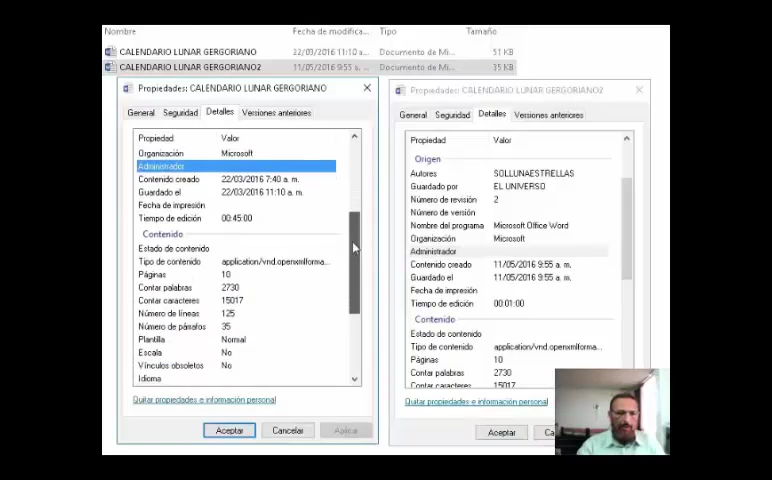 Nombre Fecha de modifica... Tipo Tamaño
CALENDARIO LUNAR GERGORIANO 22/03/2016 11:10 a... Documento de Mi... 51 KB
CALENDARIO LUNAR GERGORIANO2 11/05/2016 9:55 a. ... Documento de Mi... 35 KB
Propiedades: CALENDARIO LUNAR GERGORIANO
General Seguridad Detalles Versiones anteriores
Propiedad Valor
Organización Microsoft
Administrador
Contenido creado 22/03/2016 7:40 a. m.
Guardado el 22/03/2016 11:10 a. m.
Fecha de impresión
Tiempo de edición 00:45:00
Contenido
Estado de contenido
Tipo de contenido application/vnd.openxmlforma...
Páginas 10
Contar palabras 2730
Contar caracteres 15017
Número de líneas 125
Número de párrafos 35
Plantilla Normal
Escala No
Vínculos obsoletos No
Idioma
Quitar propiedades e información personal
Aceptar Cancelar Aplicar
Propiedades: CALENDARIO LUNAR GERGORIANO2
General Seguridad Detalles Versiones anteriores
Propiedad Valor
Origen
Autores SOLLUNAESTRELLAS
Guardado por EL UNIVERSO
Número de revisión 2
Número de versión
Nombre del programa Microsoft Office Word
Organización Microsoft
Administrador
Contenido creado 11/05/2016 9:55 a. m.
Guardado el 11/05/2016 9:55 a. m.
Fecha de impresión
Tiempo de edición 00:01:00
Contenido
Estado de contenido
Tipo de contenido application/vnd.openxmlforma...
Páginas 10
Contar palabras 2730
Contar caracteres 15017
Quitar propiedades e información personal
Aceptar Ca